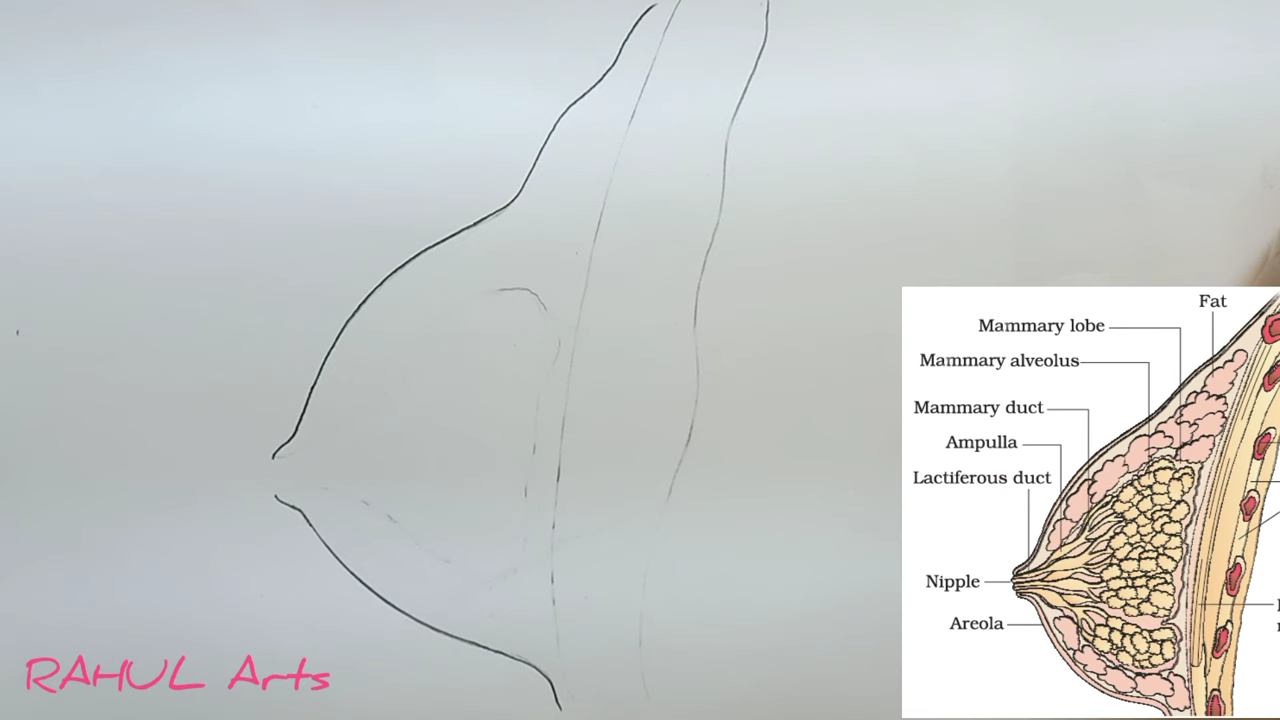 Fat
Mammary lobe
Mammary alveolus
Mammary duct
Ampulla
Lactiferous duct
Nipple
Areola
RAHUL Arts